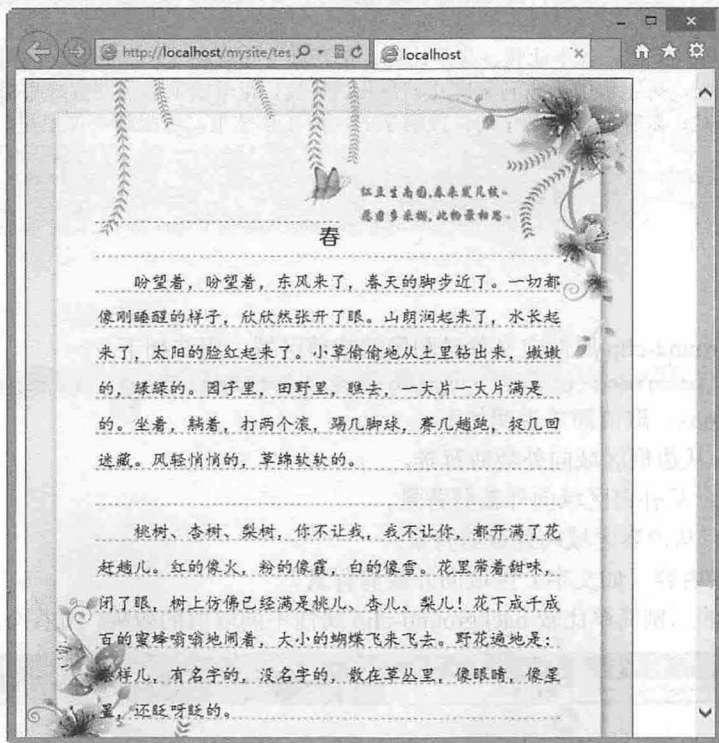 http://localhost/mysite/tes
localhost
红豆生南国,春来发几枝。
愿君多采撷,此物最相思。
春
盼望着，盼望着，东风来了，春天的脚步近了。一切都
像刚睡醒的样子，欣欣然张开了眼。山朗润起来了，水长起
来了，太阳的脸红起来了。小草偷偷地从土里钻出来，嫩嫩
的，绿绿的。园子里，田野里，瞧去，一大片一大片满是
的。坐着，躺着，打两个滚，踢几脚球，赛几趟跑，捉几回
迷藏。风轻悄悄的，草绵软软的。
桃树、杏树、梨树，你不让我，我不让你，都开满了花
赶趟儿。红的像火，粉的像霞，白的像雪。花里带着甜味，
闭了眼，树上仿佛已经满是桃儿、杏儿、梨儿！花下成千成
百的蜜蜂嗡嗡地闹着，大小的蝴蝶飞来飞去。野花遍地是：
杂样儿，有名字的，没名字的，散在草丛里，像眼睛，像星
星，还眨呀眨的。